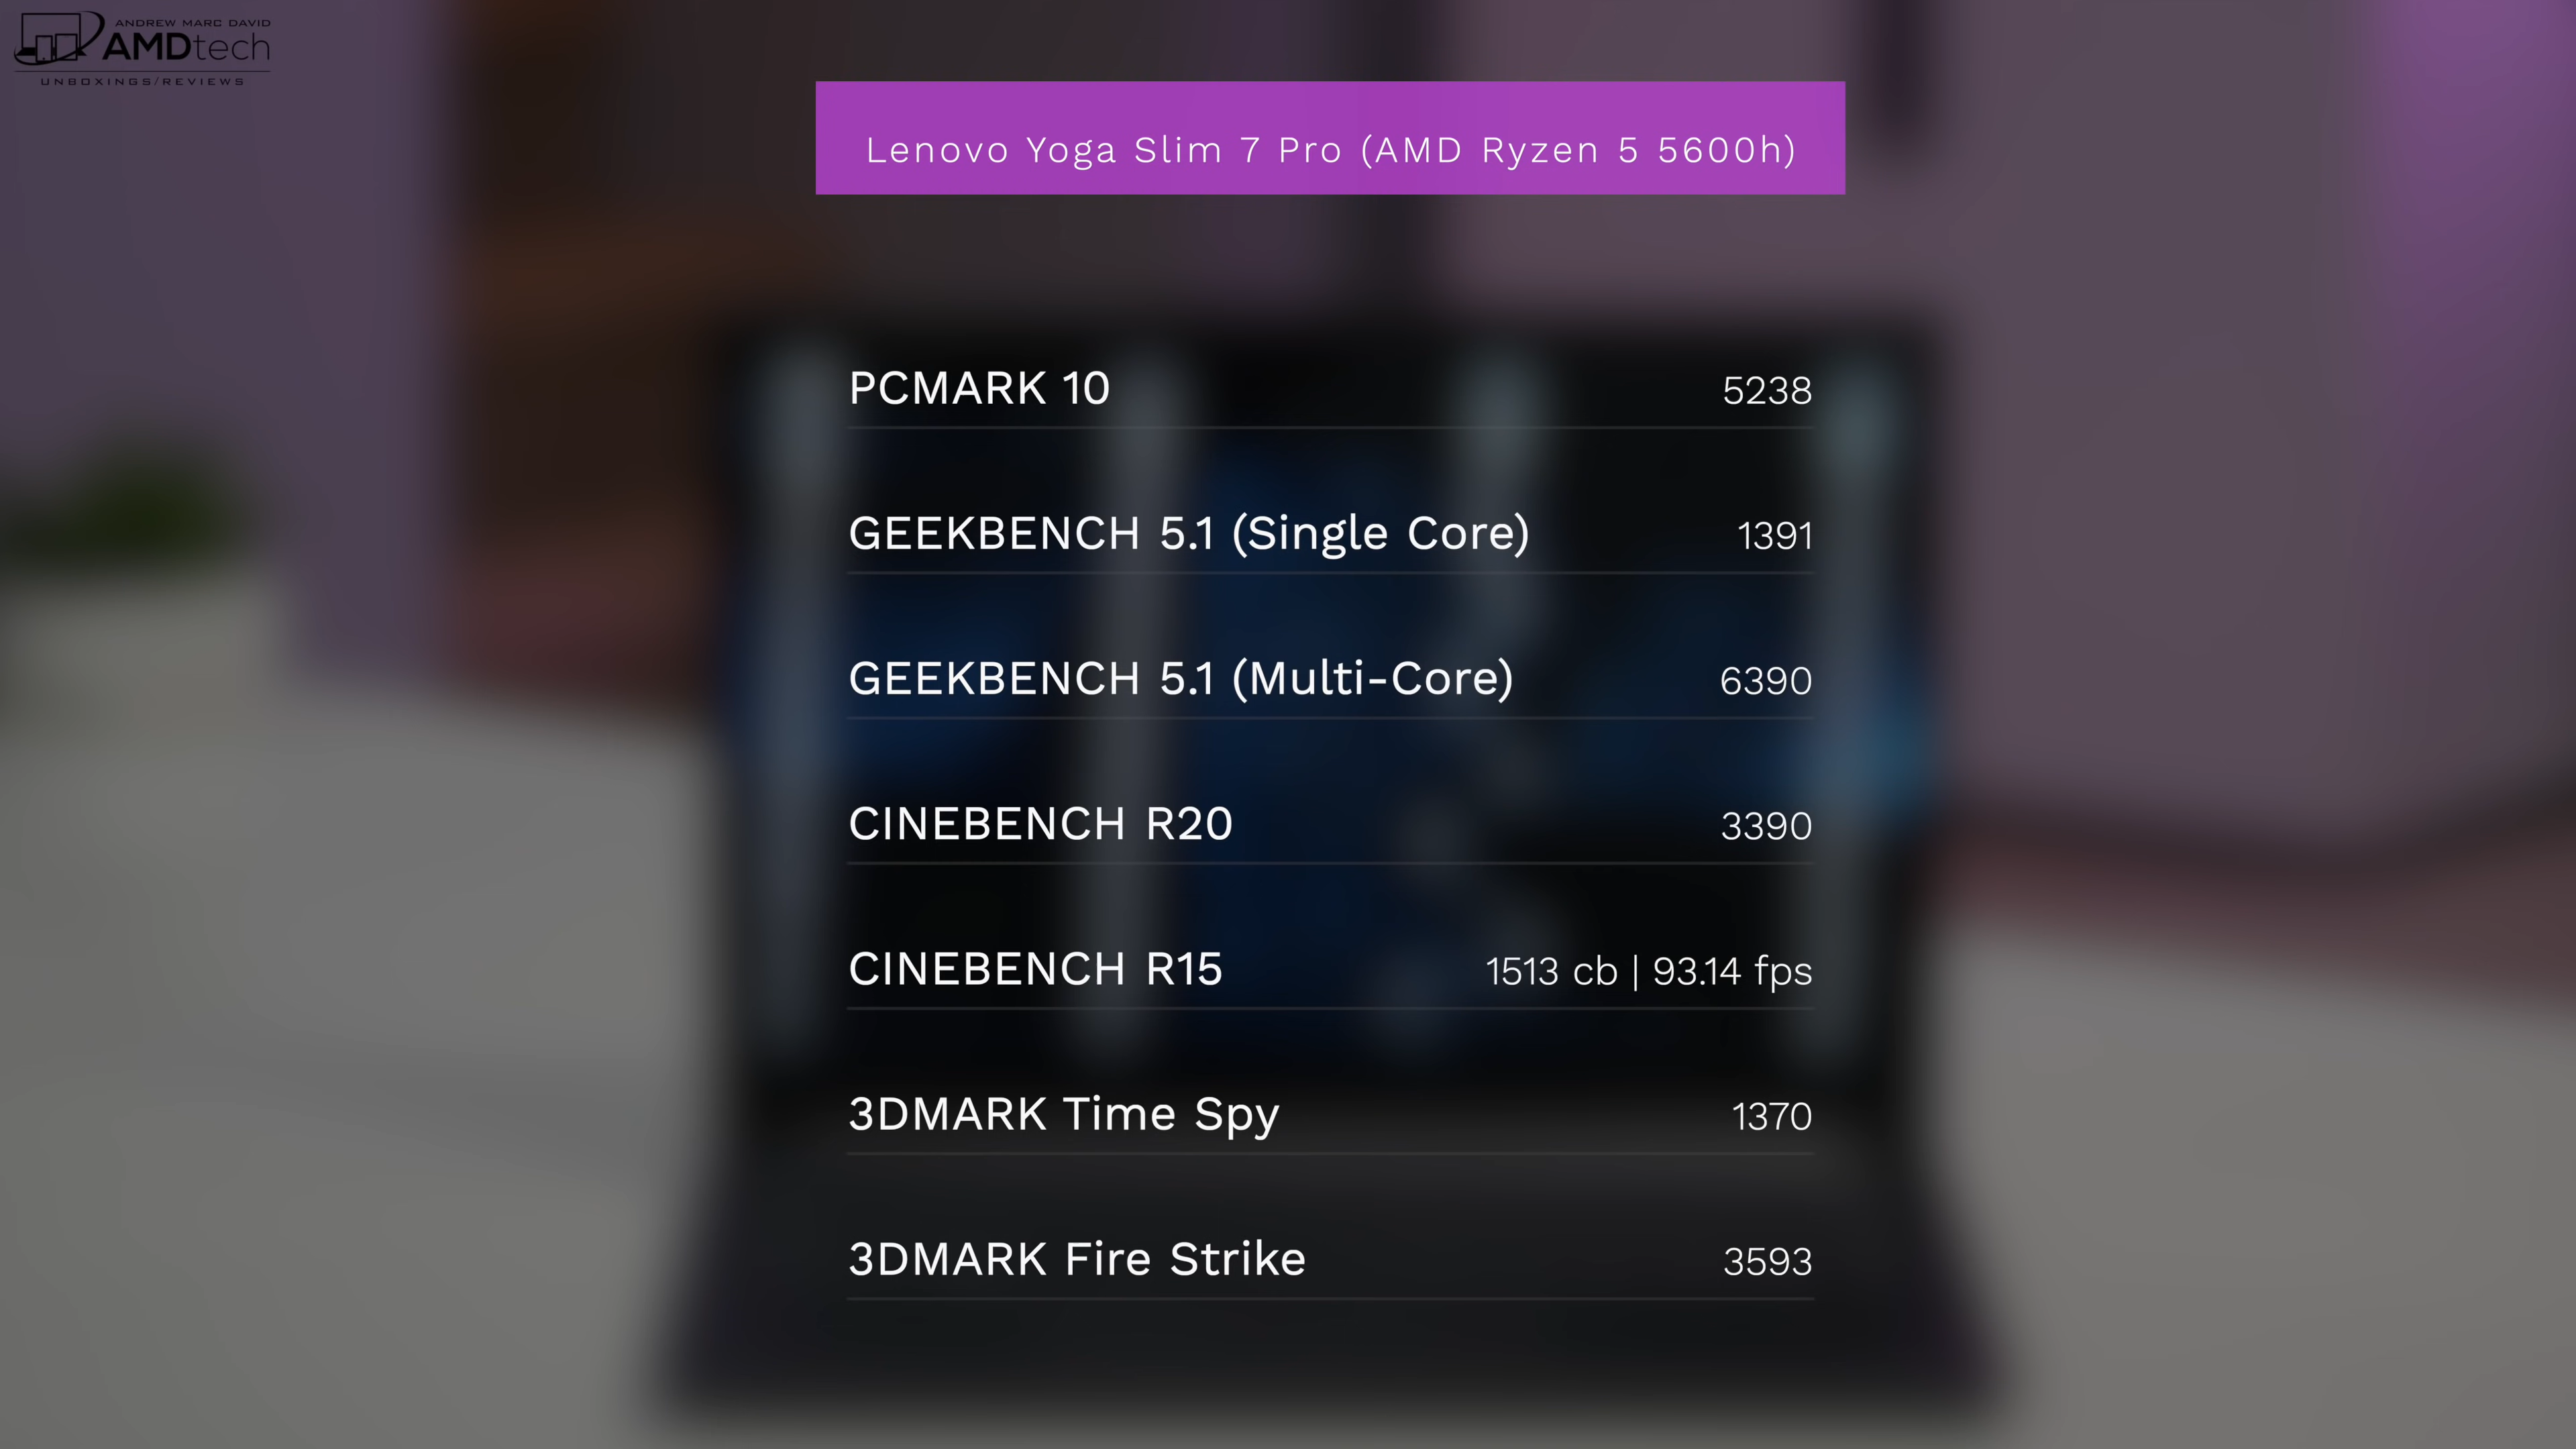 ANDREW MARC DAVID
AMDtech
UNBOXINGS/REVIEWS
Lenovo Yoga Slim 7 Pro (AMD Ryzen 5 5600h)
PCMARK 10 5238
GEEKBENCH 5.1 (Single Core) 1391
GEEKBENCH 5.1 (Multi-Core) 6390
CINEBENCH R20 3390
CINEBENCH R15 1513 cb | 93.14 fps
3DMARK Time Spy 1370
3DMARK Fire Strike 3593